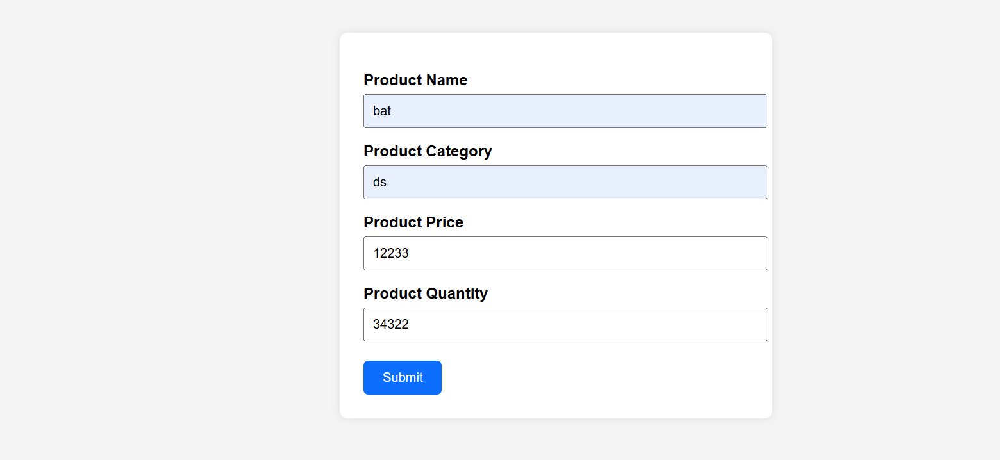 Product Name
bat
Product Category
ds
Product Price
12233
Product Quantity
34322
Submit